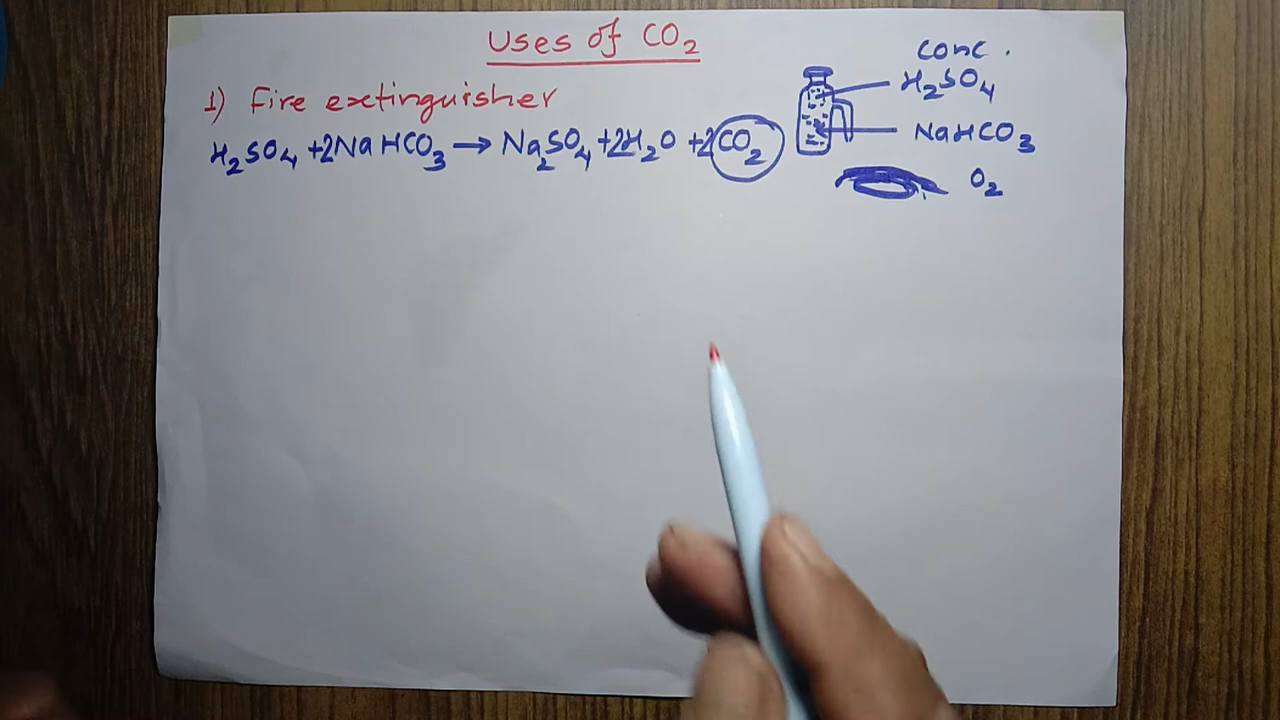 Uses of CO2
1) Fire extinguisher
H2SO4 +2NaHCO3 → Na2SO4 +2H2O +2CO2
conc.
H2SO4
NaHCO3
O2